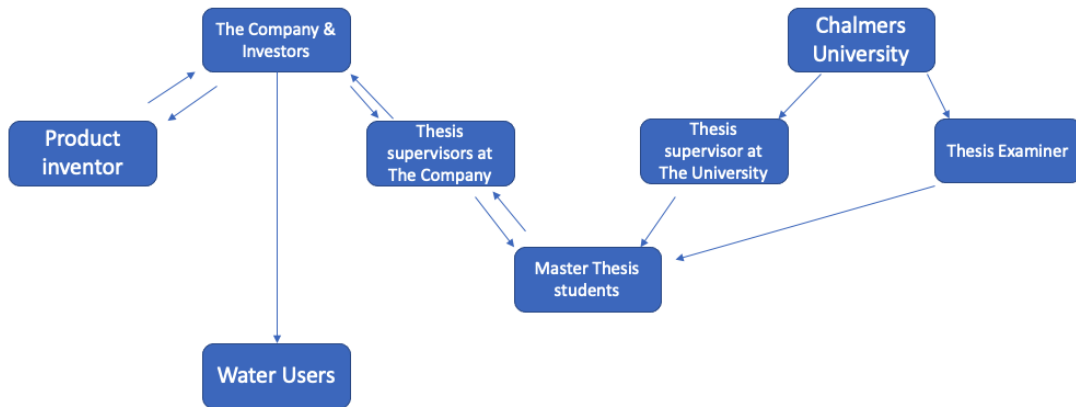 The Company &
Investors
Chalmers
University
Product
inventor
Thesis
supervisors at
The Company
Thesis
supervisor at
The University
Thesis Examiner
Master Thesis
students
Water Users